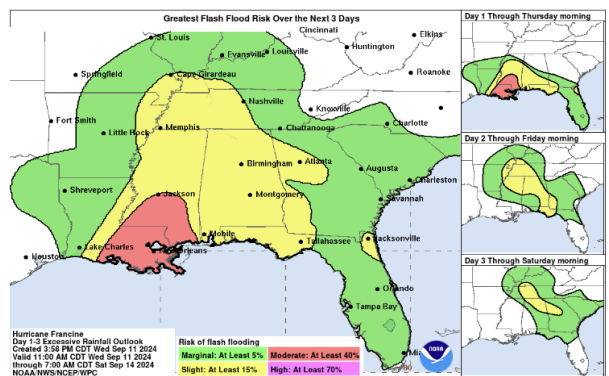 Greatest Flash Flood Risk Over the Next 3 Days
Cincinnati
Elkins
St. Louis
Huntington
Evansville
Louisville
Springfield
Cape Girardeau
Roanoke
Nashville
Knoxville
Fort Smith
Little Rock
Memphis
Chattanooga
Charlotte
Birmingham
Atlanta
Augusta
Shreveport
Jackson
Montgomery
Charleston
Savannah
Lake Charles
Mobile
Tallahassee
Jacksonville
Houston
Orleans
Orlando
Tampa Bay
Hurricane Francine
Day 1-3 Excessive Rainfall Outlook
Created 3:58 PM CDT Wed Sep 11 2024
Valid 11:00 AM CDT Wed Sep 11 2024
through 7:00 AM CDT Sat Sep 14 2024
NOAA/NWS/NCEP/WPC
Risk of flash flooding
Marginal: At Least 5%
Moderate: At Least 40%
Slight: At Least 15%
High: At Least 70%
Mi
noaa
Day 1 Through Thursday morning
Day 2 Through Friday morning
Day 3 Through Saturday morning